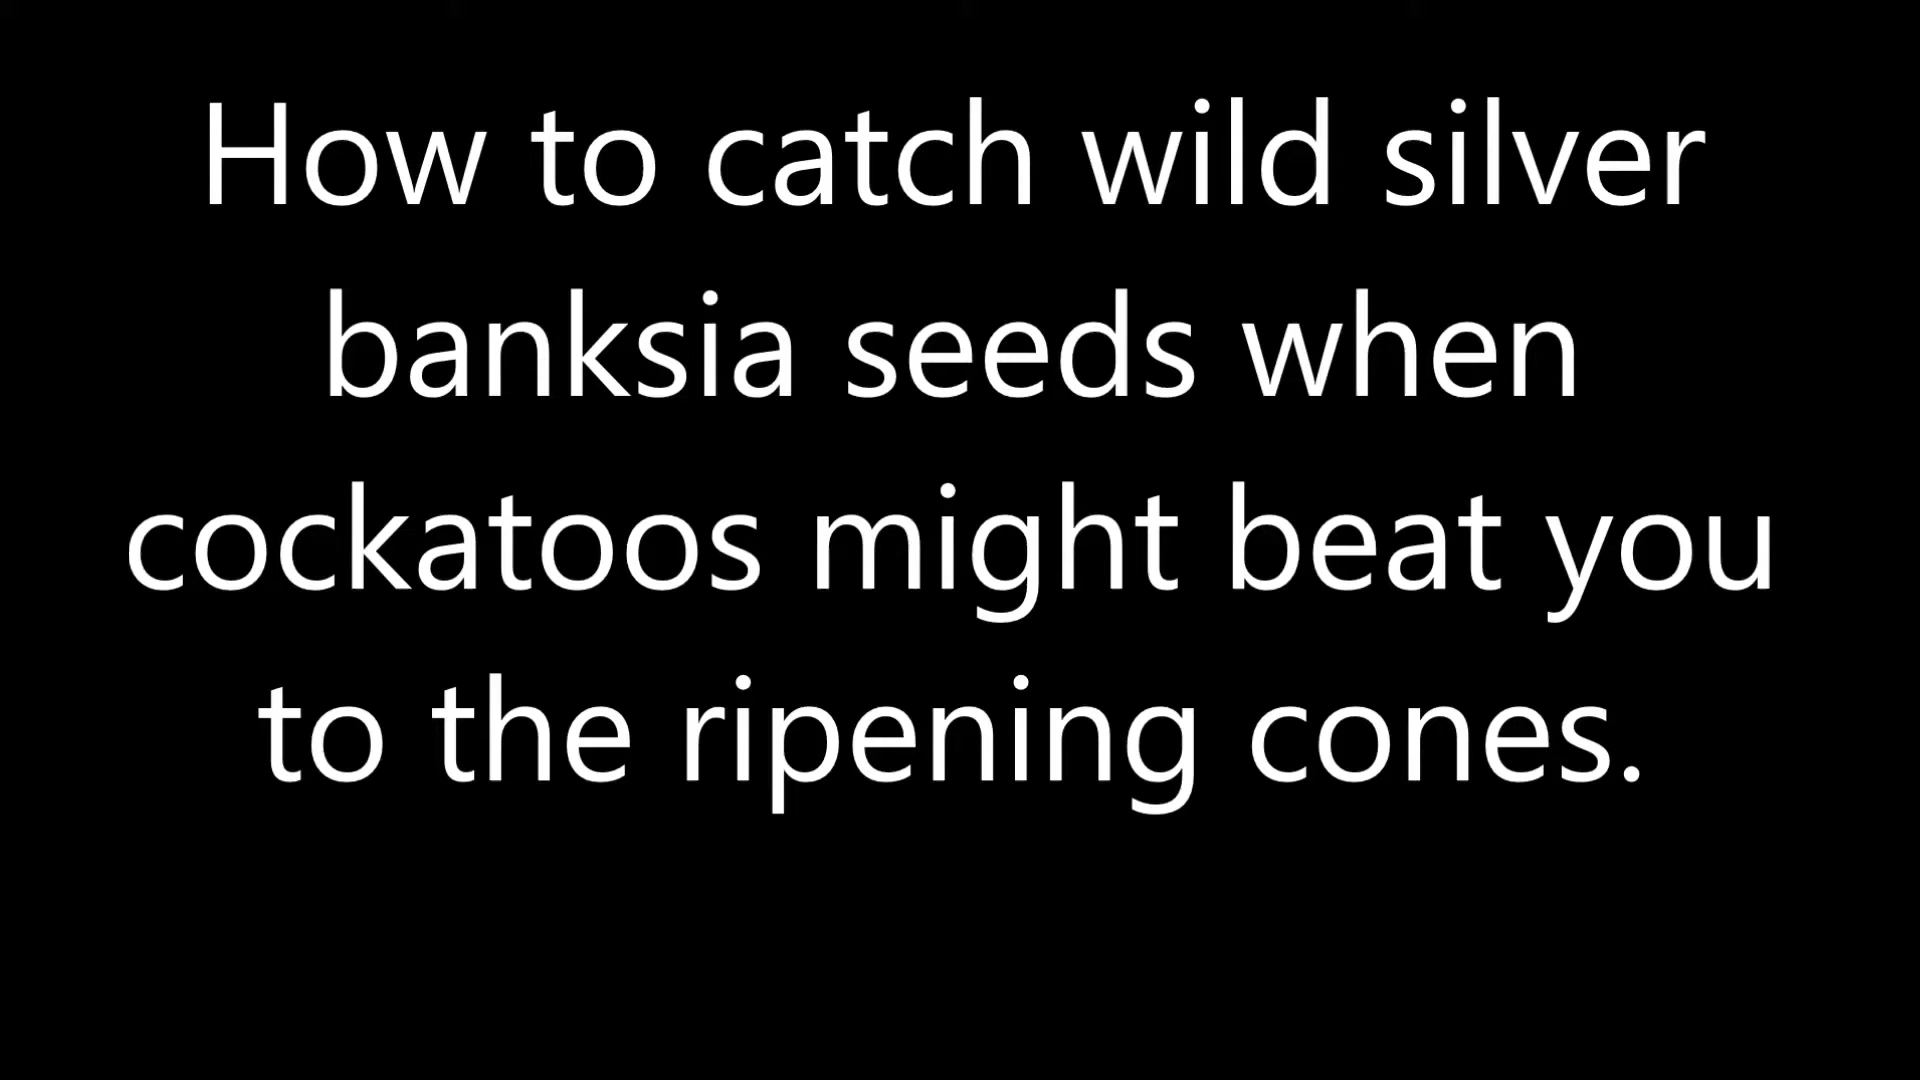 How to catch wild silver
banksia seeds when
cockatoos might beat you
to the ripening cones.